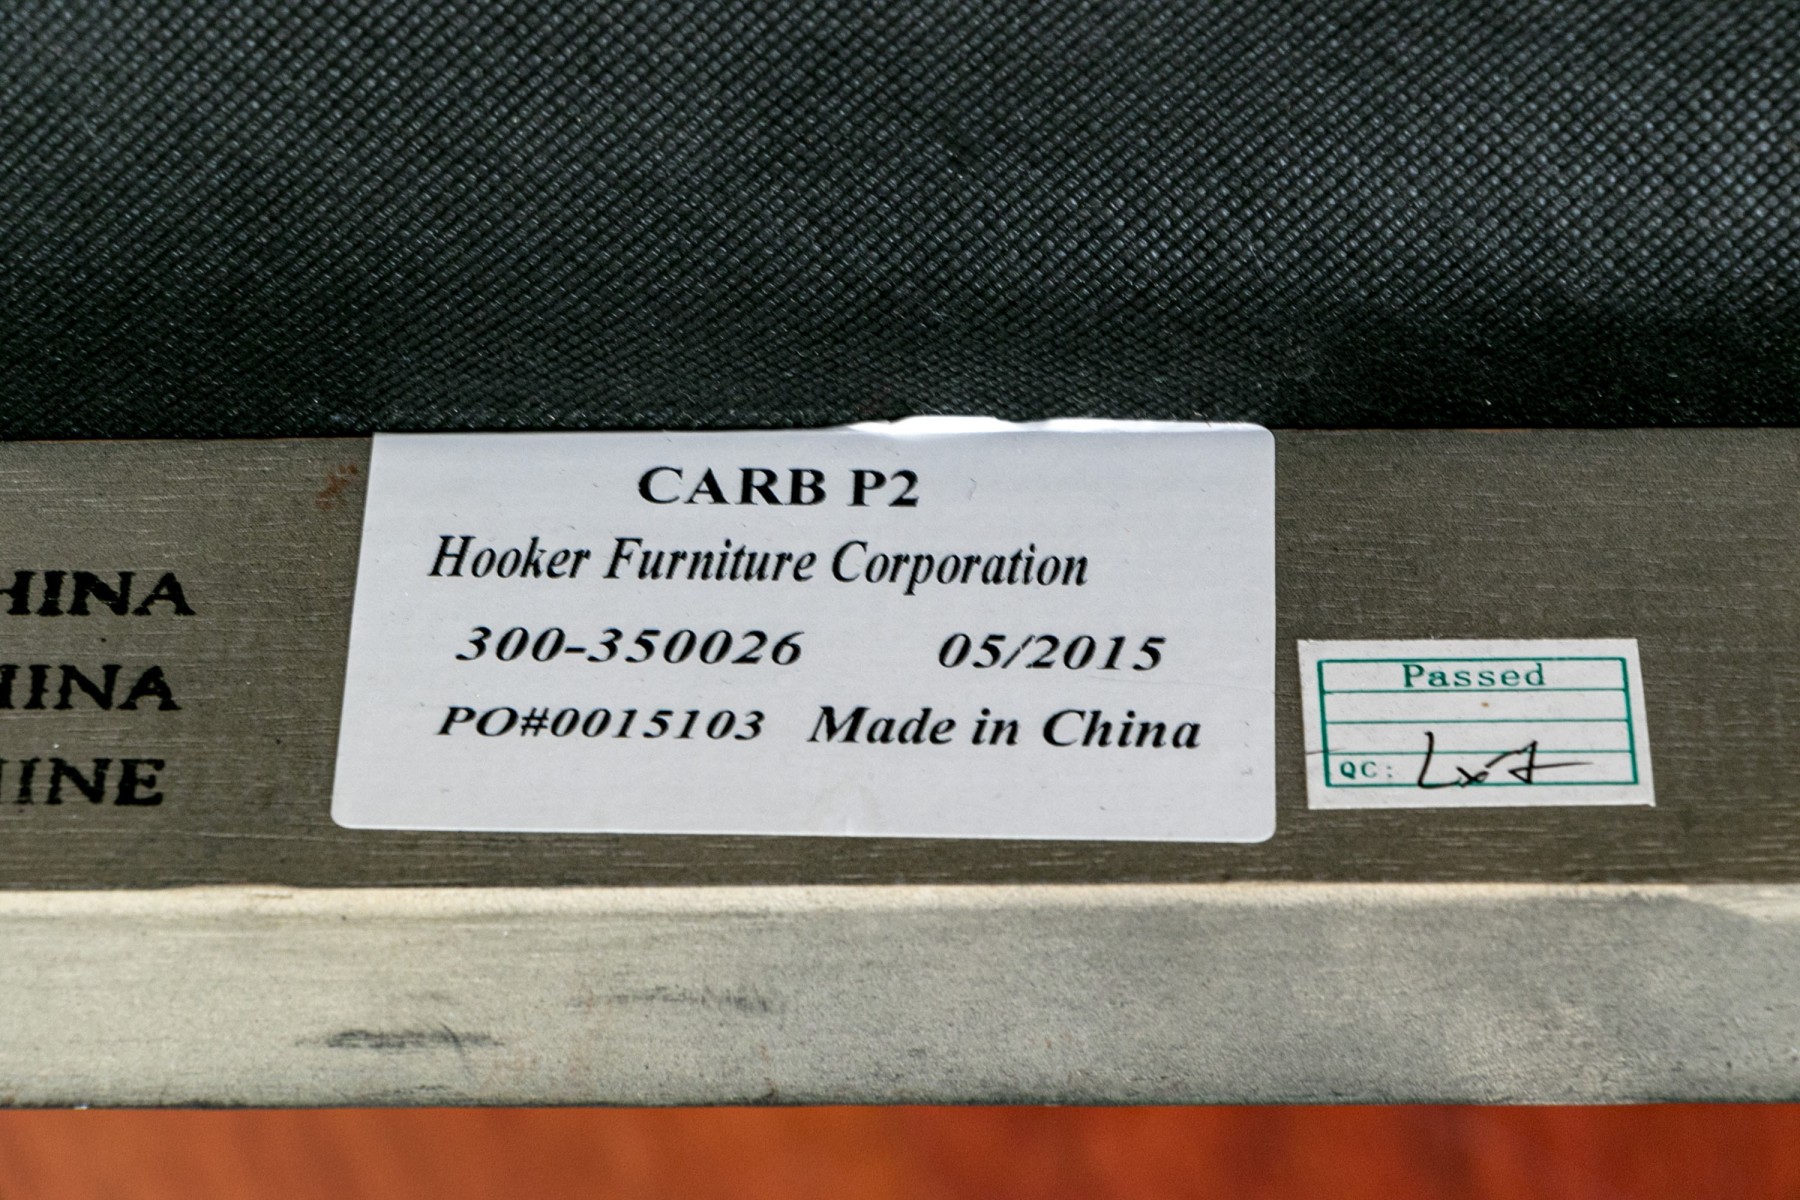 HINA
HINA
HINE
CARB P2
Hooker Furniture Corporation
300-350026 05/2015
PO#0015103 Made in China
Passed
QC: